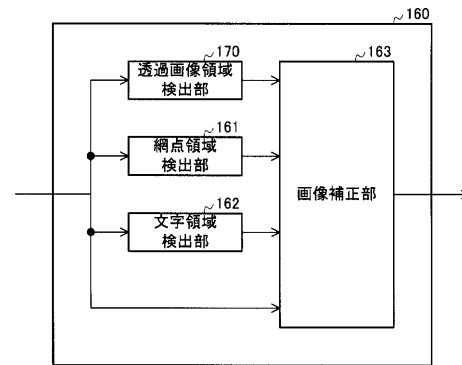 160
170
透過画像領域
検出部
163
161
網点領域
検出部
画像補正部
162
文字領域
検出部